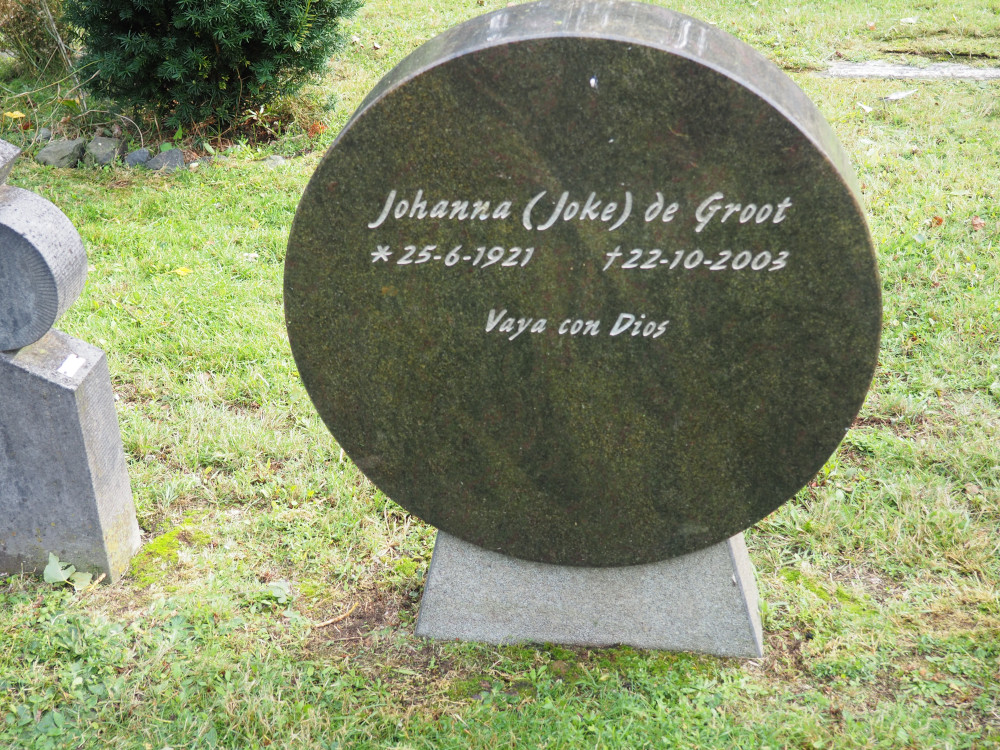 Johanna (Joke) de Groot
*25-6-1921 †22-10-2003
Vaya con Dios